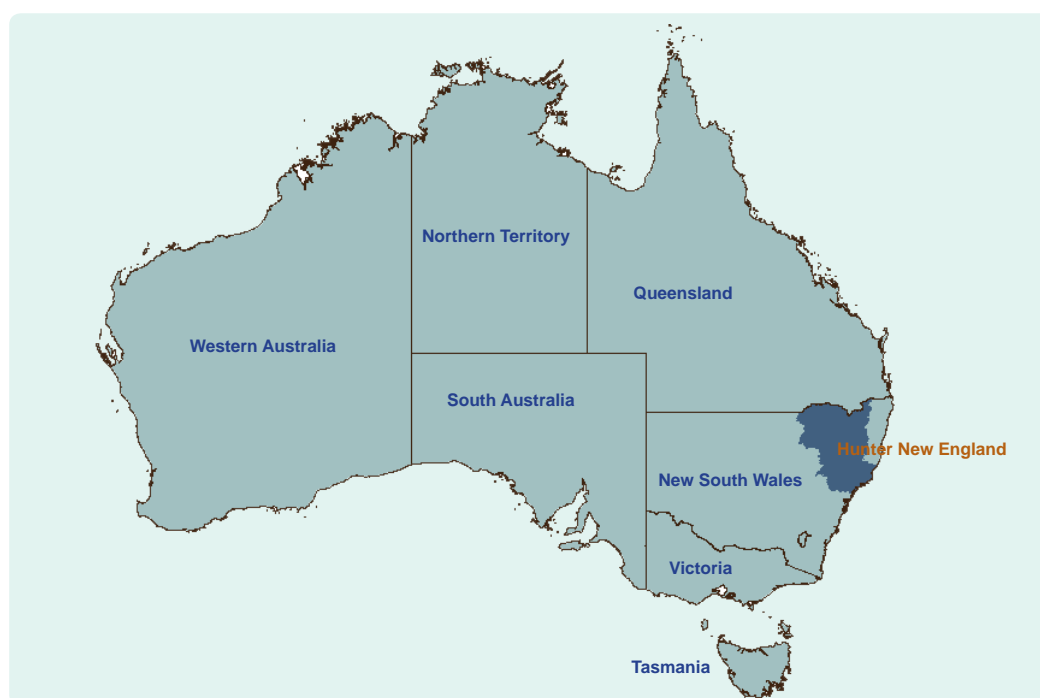 Northern Territory
Queensland
Western Australia
South Australia
Hunter New England
New South Wales
Victoria
Tasmania